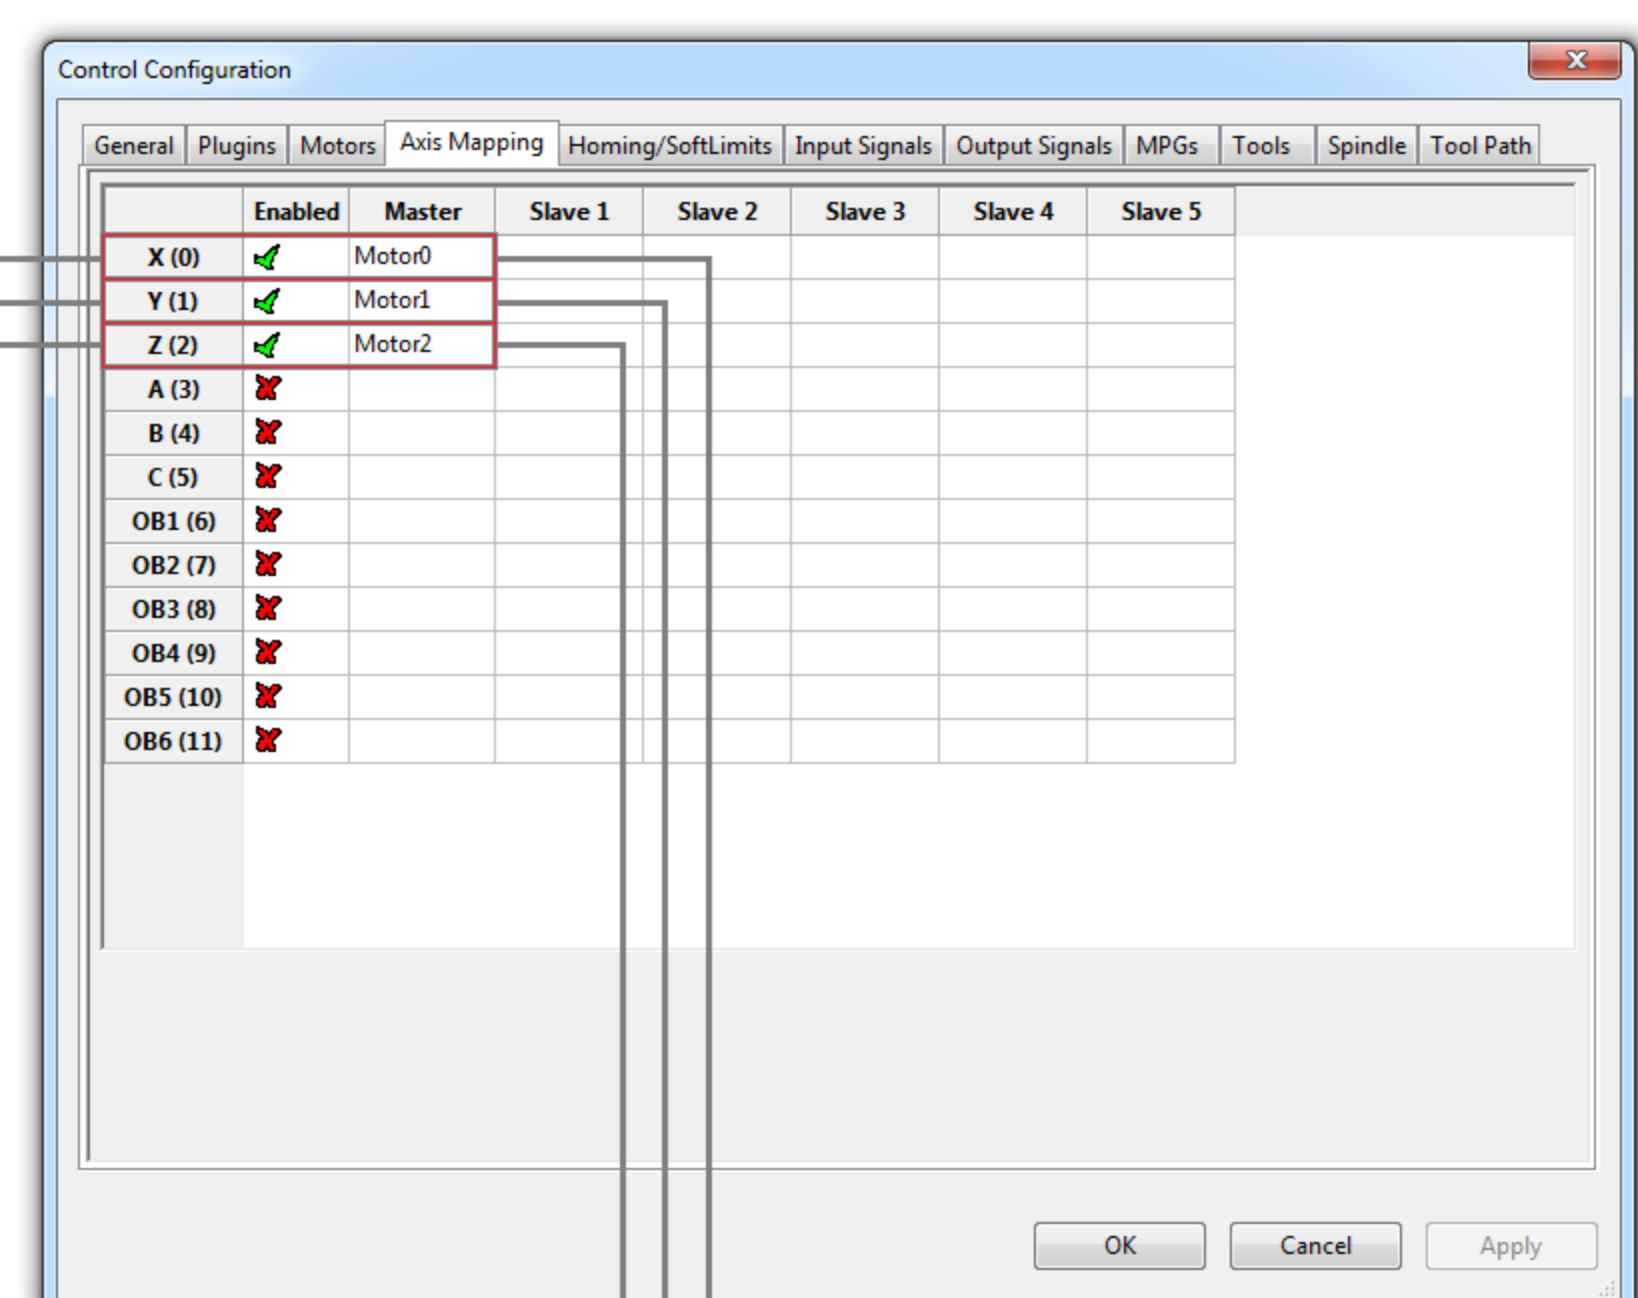 Control Configuration
General Plugins Motors Axis Mapping Homing/SoftLimits Input Signals Output Signals MPGs Tools Spindle Tool Path
Enabled Master Slave 1 Slave 2 Slave 3 Slave 4 Slave 5
X (0) Motor0
Y (1) Motor1
Z (2) Motor2
A (3)
B (4)
C (5)
OB1 (6)
OB2 (7)
OB3 (8)
OB4 (9)
OB5 (10)
OB6 (11)
OK Cancel Apply